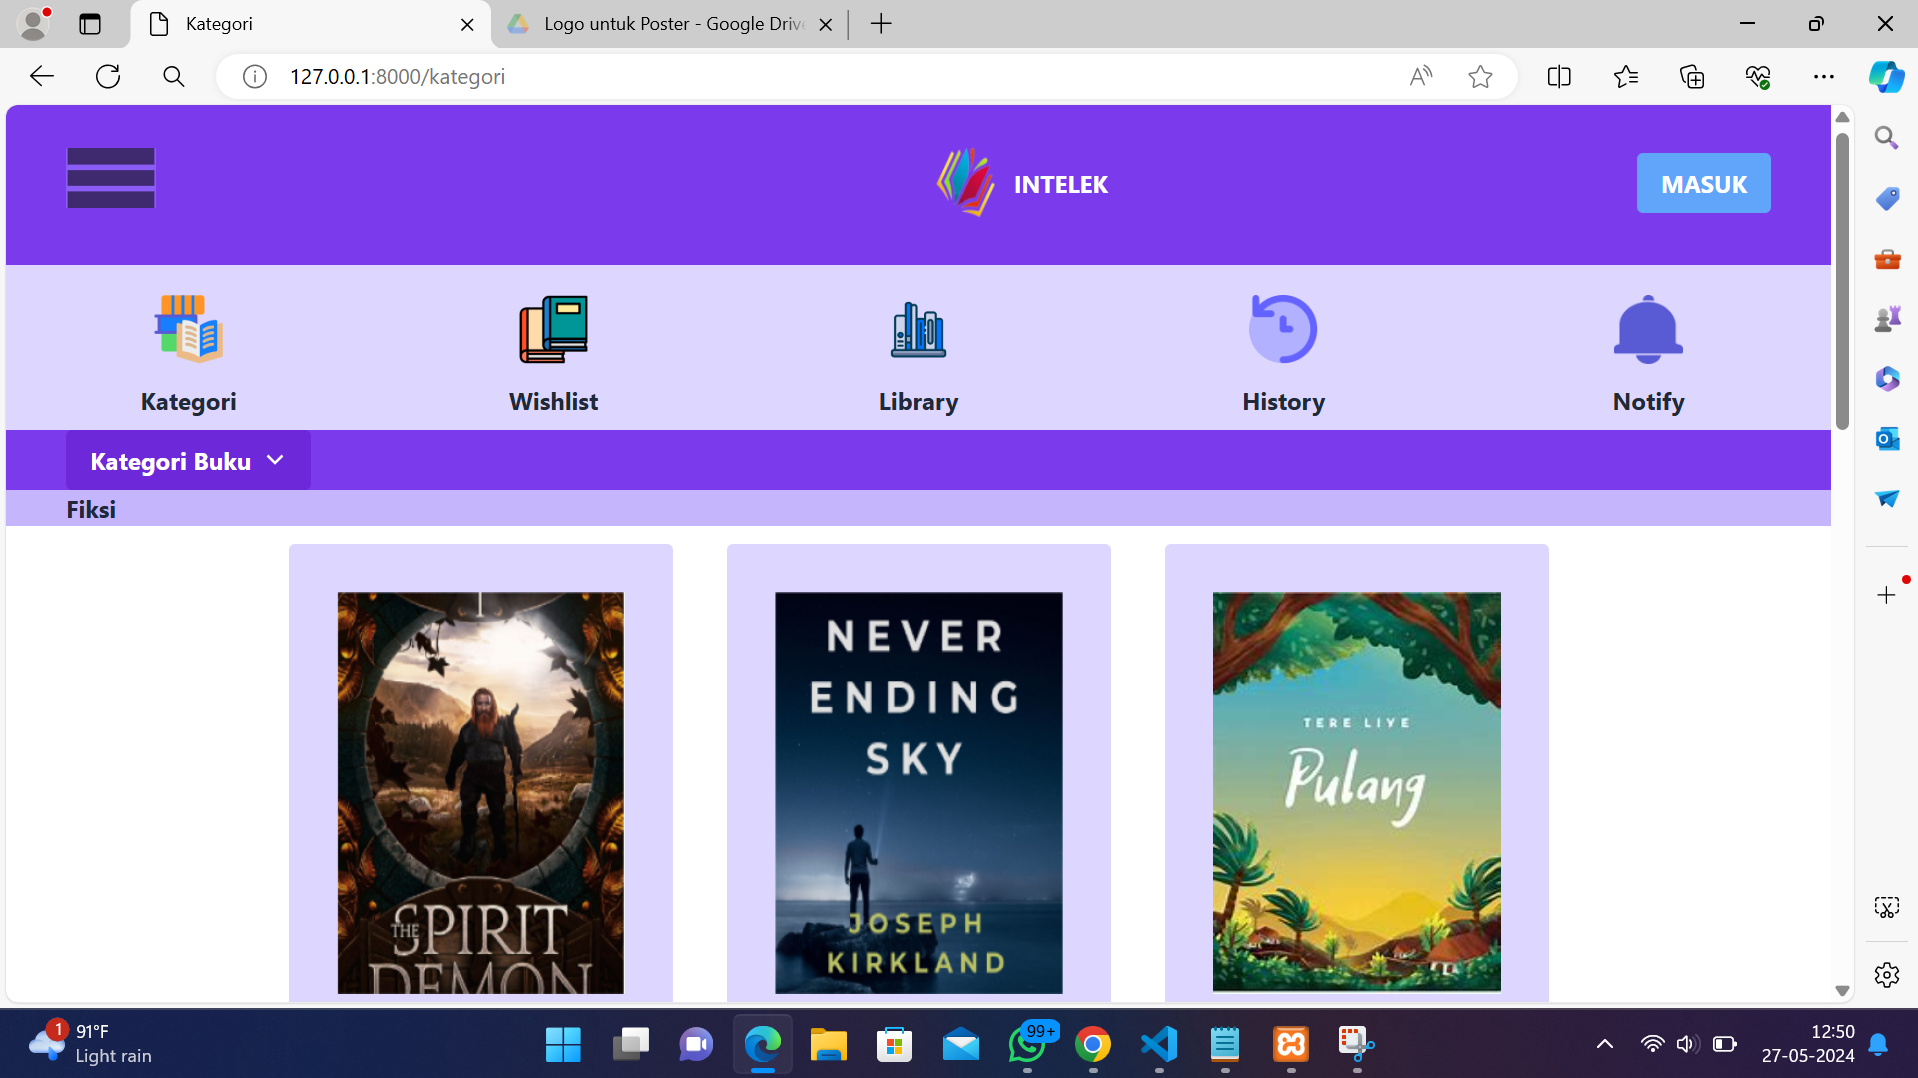 Kategori
Logo untuk Poster - Google Drive
127.0.0.1:8000/kategori
INTELEK
MASUK
Kategori
Wishlist
Library
History
Notify
Kategori Buku
Fiksi
THE SPIRIT
DEMON
NEVER
ENDING
SKY
JOSEPH
KIRKLAND
TERE LIYE
Pulang
1
91°F
Light rain
99+
12:50
27-05-2024